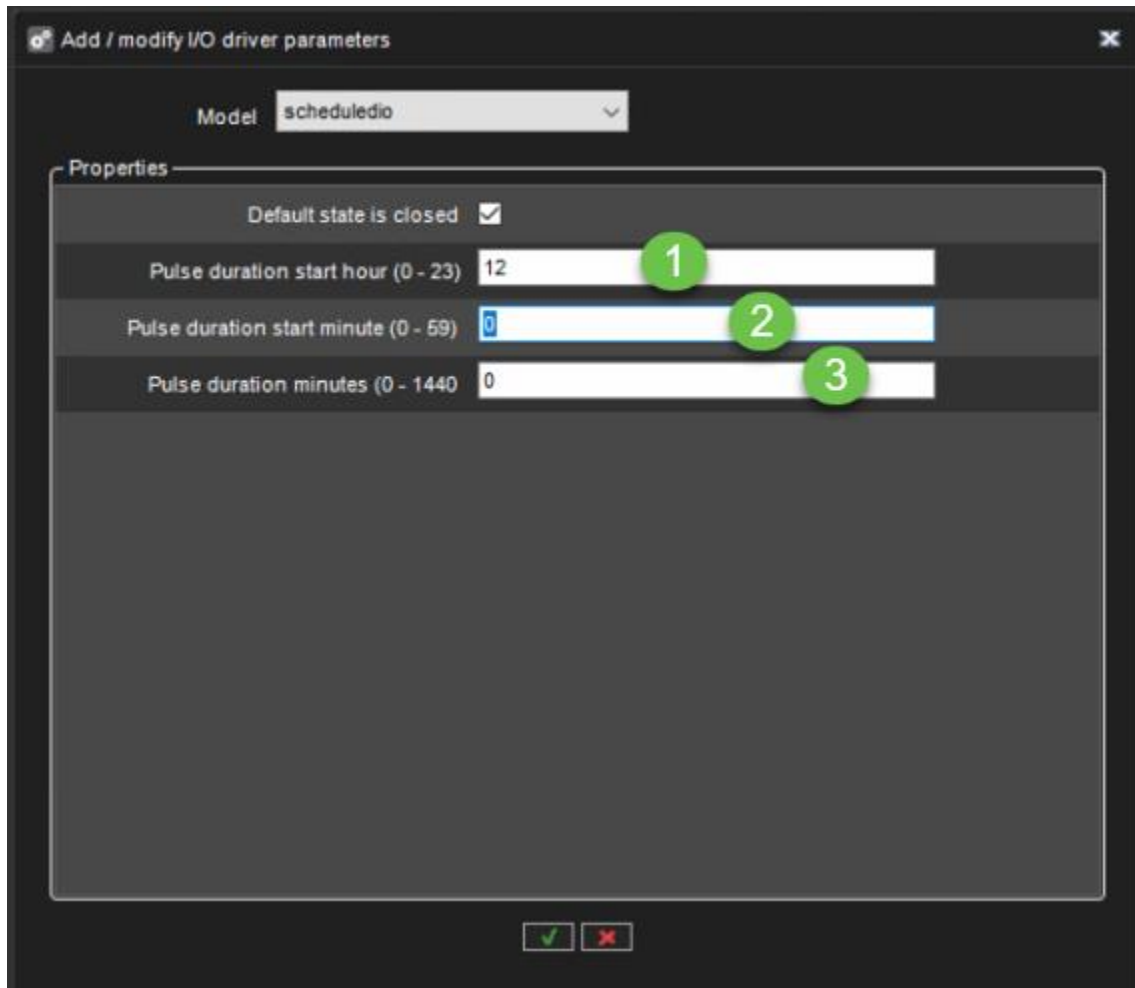 Add / modify I/O driver parameters
Model scheduledio
Properties
Default state is closed
Pulse duration start hour (0 - 23) 12 1
Pulse duration start minute (0 - 59) 0 2
Pulse duration minutes (0 - 1440 0 3